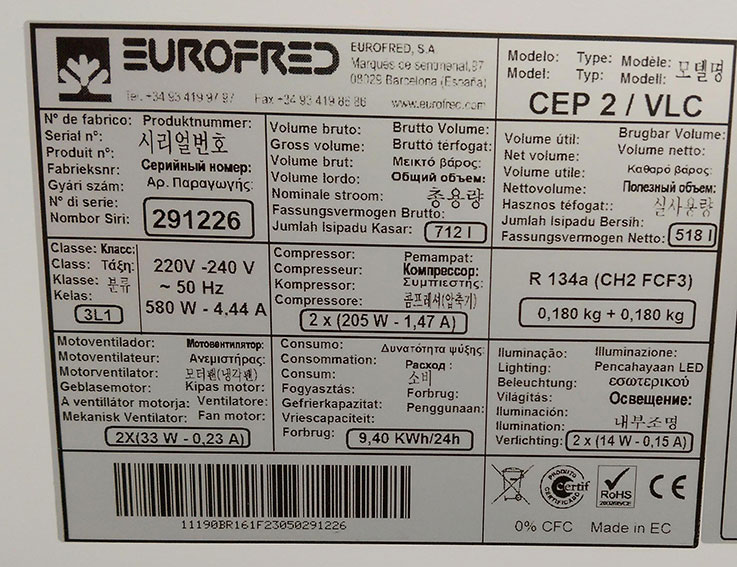 EUROFRED
EUROFRED, S.A
Marques de sentmenat,97
08029 Barcelona (España)
Tel. +34 93 419 97 97 Fax +34 93 419 86 86 www.eurofred.com
Modelo: Type: Modèle: 모델명
Model: Typ: Modell:
CEP 2 / VLC
Nº de fabrico: Produktnummer:
Serial nº: 시리얼번호
Produit nº:
Fabrieksnr: Серийный номер:
Gyári szám: Αρ. Παραγωγής:
Nº di serie:
Nombor Siri: 291226
Volume bruto: Brutto Volume:
Gross volume: Bruttó térfogat:
Volume brut: Μεικτό βάρος:
Volume lordo: Общий объем:
Nominale stroom: 총용량
Fassungsvermogen Brutto:
Jumlah Isipadu Kasar: 712 l
Volume útil: Brugbar Volume:
Net volume: Volume netto:
Volume utile: Καθαρό βάρος:
Nettovolume: Полезный объем:
Hasznos téfogat:: 실사용량
Jumlah Isipadu Bersih:
Fassungsvermogen Netto: 518 l
Classe: Класс:
Class: Τάξη:
Klasse: 분류
Kelas:
3L1
220V -240 V
~ 50 Hz
580 W - 4.44 A
Compressor: Pemampat:
Compresseur: Компрессор:
Kompressor: Συμπιεστής:
Compressore: 콤프레셔(압축기)
2 x (205 W - 1,47 A)
R 134a (CH2 FCF3)
0,180 kg + 0,180 kg
Motoventilador: Мотовентилятор:
Motoventilateur: Ανεμιστήρας:
Motorventilator: 모터팬(냉각팬)
Geblasemotor: Kipas motor:
A ventillátor motorja: Ventilatore:
Mekanisk Ventilator: Fan motor:
2X(33 W - 0,23 A)
Consumo: Δυνατότητα ψύξης:
Consommation: Расход :
Consum: 소비
Fogyasztás: Forbrug:
Gefrierkapazitat: Penggunaan:
Vriescapaciteit:
Forbrug: 9,40 KWh/24h
Iluminação: Illuminazione:
Lighting: Pencahayaan LED
Beleuchtung: εσωτερικού
Világítás: Освещение:
Iluminación:
Ilumination: 내부조명
Verlichting: 2 x (14 W - 0,15 A)
11190BR161F23050291226
PRODUTO
Certif
CERTIFICADO
RoHS
2002/95/CE
CE
0% CFC Made in EC